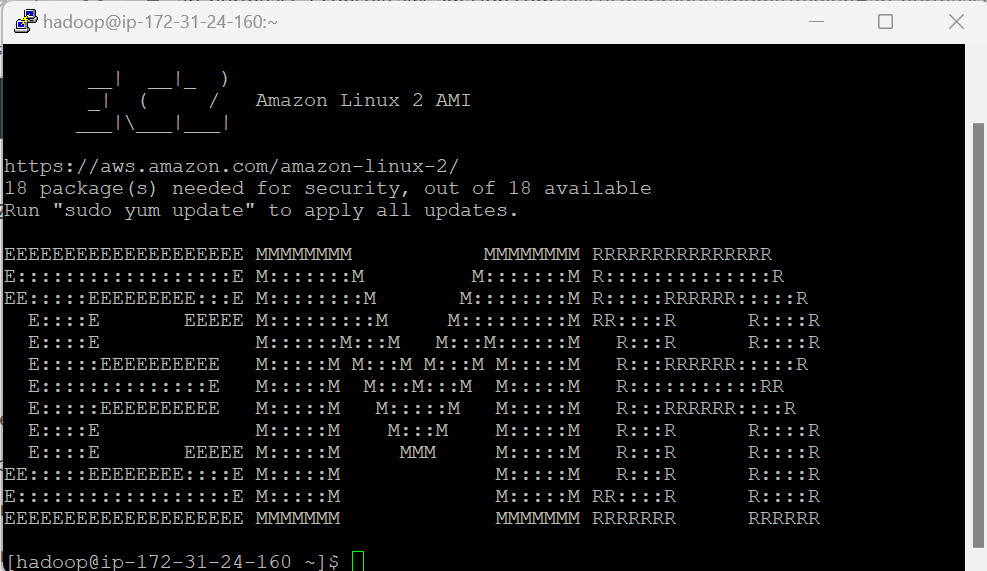 hadoop@ip-172-31-24-160:~
       __|  __|_  )
       _|  (     /   Amazon Linux 2 AMI
      ___|\___|___|
https://aws.amazon.com/amazon-linux-2/
18 package(s) needed for security, out of 18 available
Run "sudo yum update" to apply all updates.
EEEEEEEEEEEEEEEEEEEE MMMMMMMM           MMMMMMMM RRRRRRRRRRRRRRR
E::::::::::::::::::E M:::::::M         M:::::::M R::::::::::::::R
EE:::::EEEEEEEEE:::E M::::::::M       M::::::::M R:::::RRRRRR:::::R
  E::::E       EEEEE M:::::::::M     M:::::::::M RR::::R      R::::R
  E::::E             M::::::M:::M   M:::M::::::M   R:::R      R::::R
  E:::::EEEEEEEEEE   M:::::M M:::M M:::M M:::::M   R:::RRRRRR:::::R
  E::::::::::::::E   M:::::M  M:::M:::M  M:::::M   R:::::::::::RR
  E:::::EEEEEEEEEE   M:::::M   M:::::M   M:::::M   R:::RRRRRR::::R
  E::::E             M:::::M    M:::M    M:::::M   R:::R      R::::R
  E::::E       EEEEE M:::::M     MMM     M:::::M   R:::R      R::::R
EE:::::EEEEEEEE::::E M:::::M             M:::::M   R:::R      R::::R
E::::::::::::::::::E M:::::M             M:::::M RR::::R      R::::R
EEEEEEEEEEEEEEEEEEEE MMMMMMM             MMMMMMM RRRRRRR      RRRRRR
[hadoop@ip-172-31-24-160 ~]$